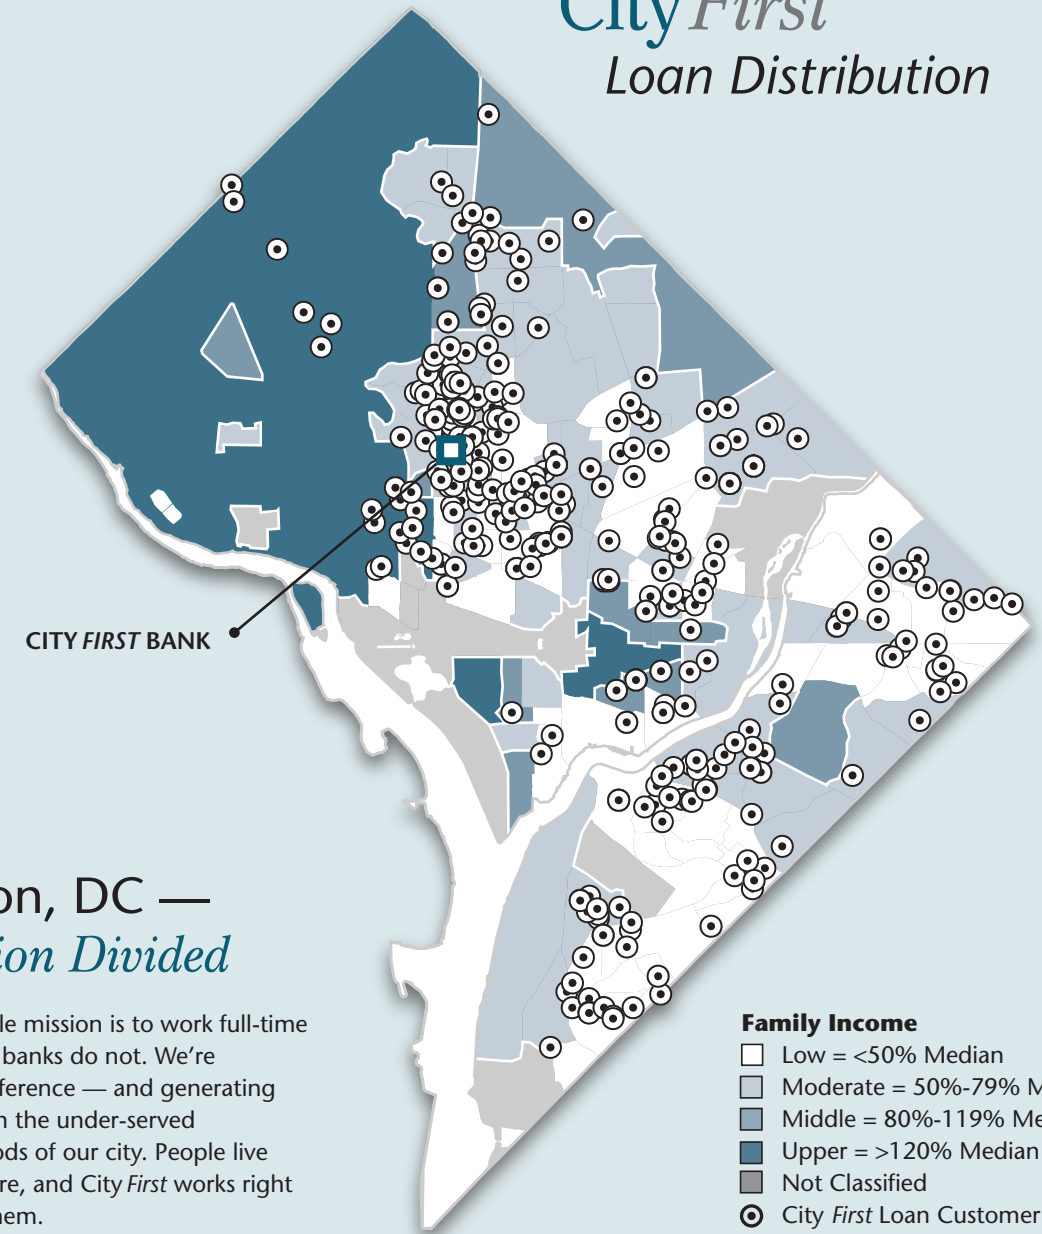 City First
Loan Distribution
CITY FIRST BANK
on, DC —
ion Divided
le mission is to work full-time
banks do not. We’re
ference — and generating
n the under-served
ods of our city. People live
re, and City First works right
hem.
Family Income
Low = <50% Median
Moderate = 50%-79% M
Middle = 80%-119% Me
Upper = >120% Median
Not Classified
City First Loan Customer